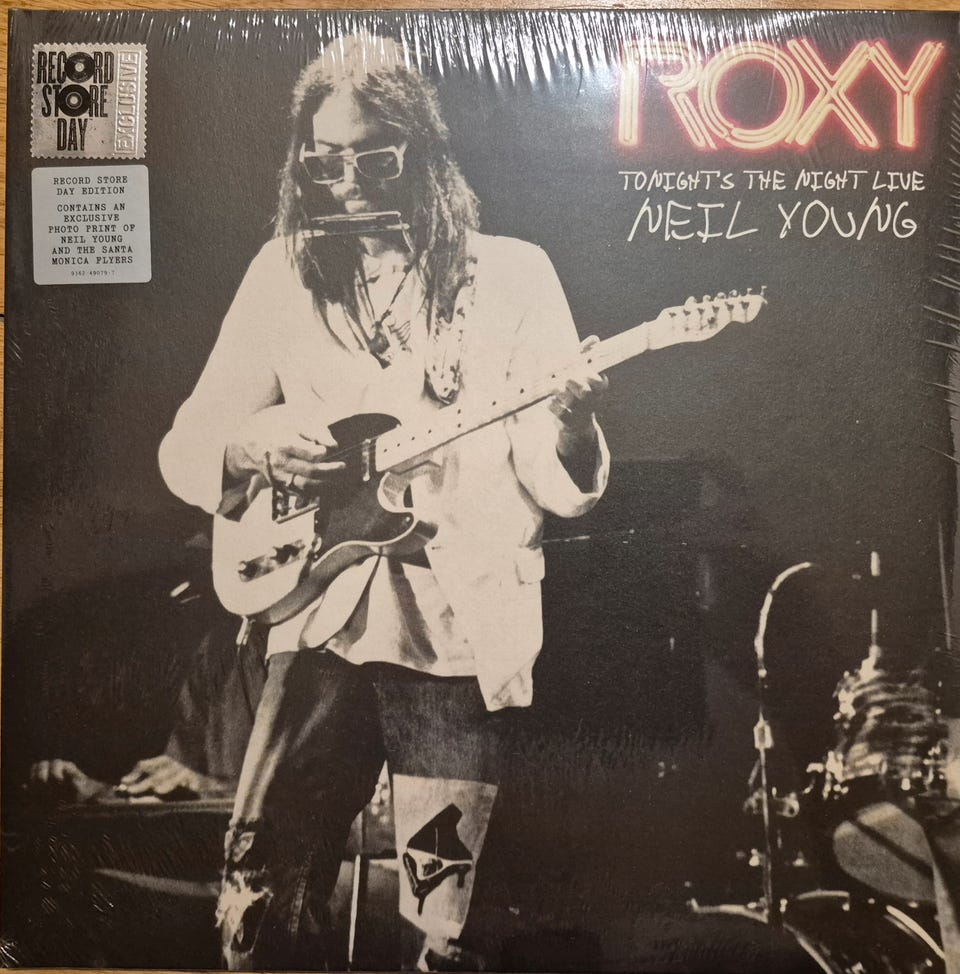 RECORD
STORE
DAY
EXCLUSIVE
RECORD STORE
DAY EDITION
CONTAINS AN
EXCLUSIVE
PHOTO PRINT OF
NEIL YOUNG
AND THE SANTA
MONICA FLYERS
9362-49079-7
ROXY
TONIGHT'S THE NIGHT LIVE
NEIL YOUNG